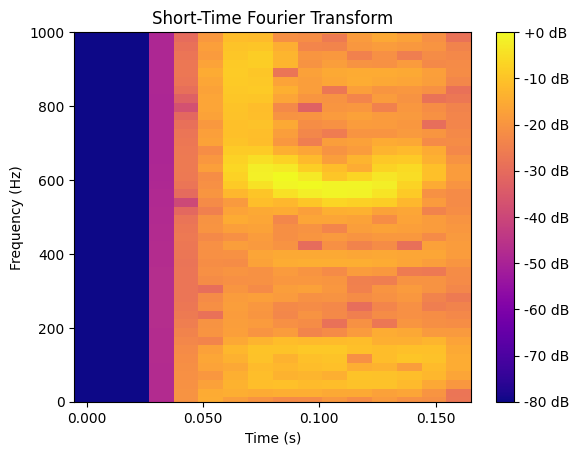 Short-Time Fourier Transform
1000
800
600
400
200
0
Frequency (Hz)
0.000
0.050
0.100
0.150
Time (s)
+0 dB
-10 dB
-20 dB
-30 dB
-40 dB
-50 dB
-60 dB
-70 dB
-80 dB